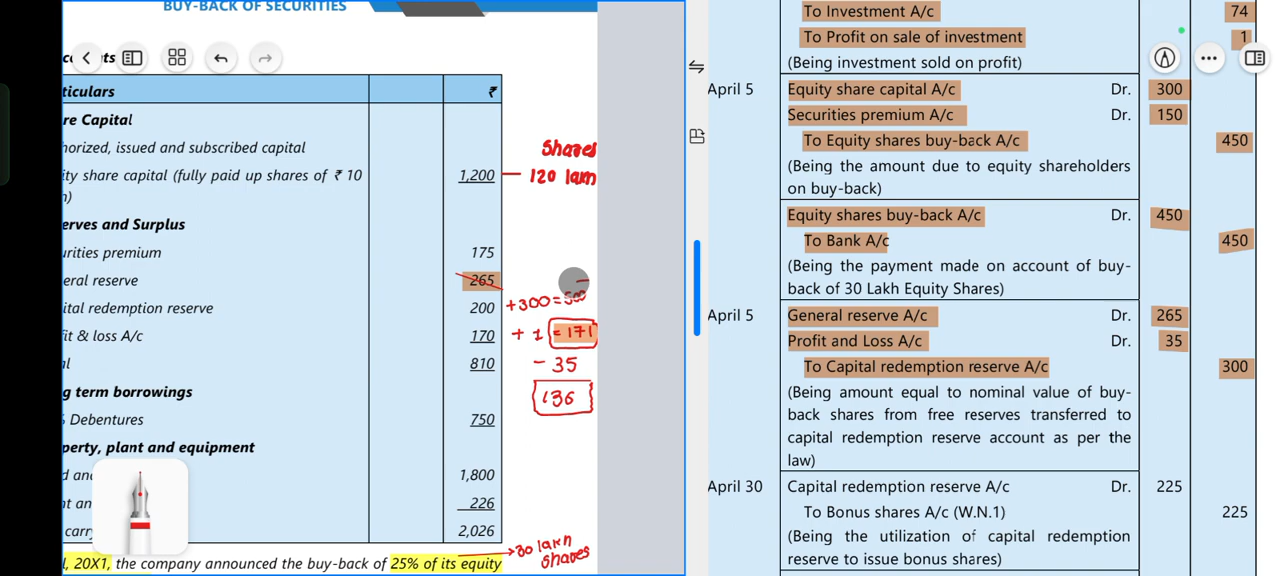 BUY-BACK OF SECURITIES
ticulars ₹
re Capital
horized, issued and subscribed capital
ity share capital (fully paid up shares of ₹ 10 1,200
h)
erves and Surplus
urities premium 175
eral reserve 265
ital redemption reserve 200
fit & loss A/c 170
al 810
g term borrowings
Debentures 750
perty, plant and equipment
1,800
226
carry 2,026
l, 20X1, the company announced the buy-back of 25% of its equity
Shares
120 lakh
+300=500
+ 1 = 171
- 35
136
30 lakh
shares
To Investment A/c 74
To Profit on sale of investment 1
(Being investment sold on profit)
April 5 Equity share capital A/c Dr. 300
Securities premium A/c Dr. 150
To Equity shares buy-back A/c 450
(Being the amount due to equity shareholders
on buy-back)
Equity shares buy-back A/c Dr. 450
To Bank A/c 450
(Being the payment made on account of buy-
back of 30 Lakh Equity Shares)
April 5 General reserve A/c Dr. 265
Profit and Loss A/c Dr. 35
To Capital redemption reserve A/c 300
(Being amount equal to nominal value of buy-
back shares from free reserves transferred to
capital redemption reserve account as per the
law)
April 30 Capital redemption reserve A/c Dr. 225
To Bonus shares A/c (W.N.1) 225
(Being the utilization of capital redemption
reserve to issue bonus shares)